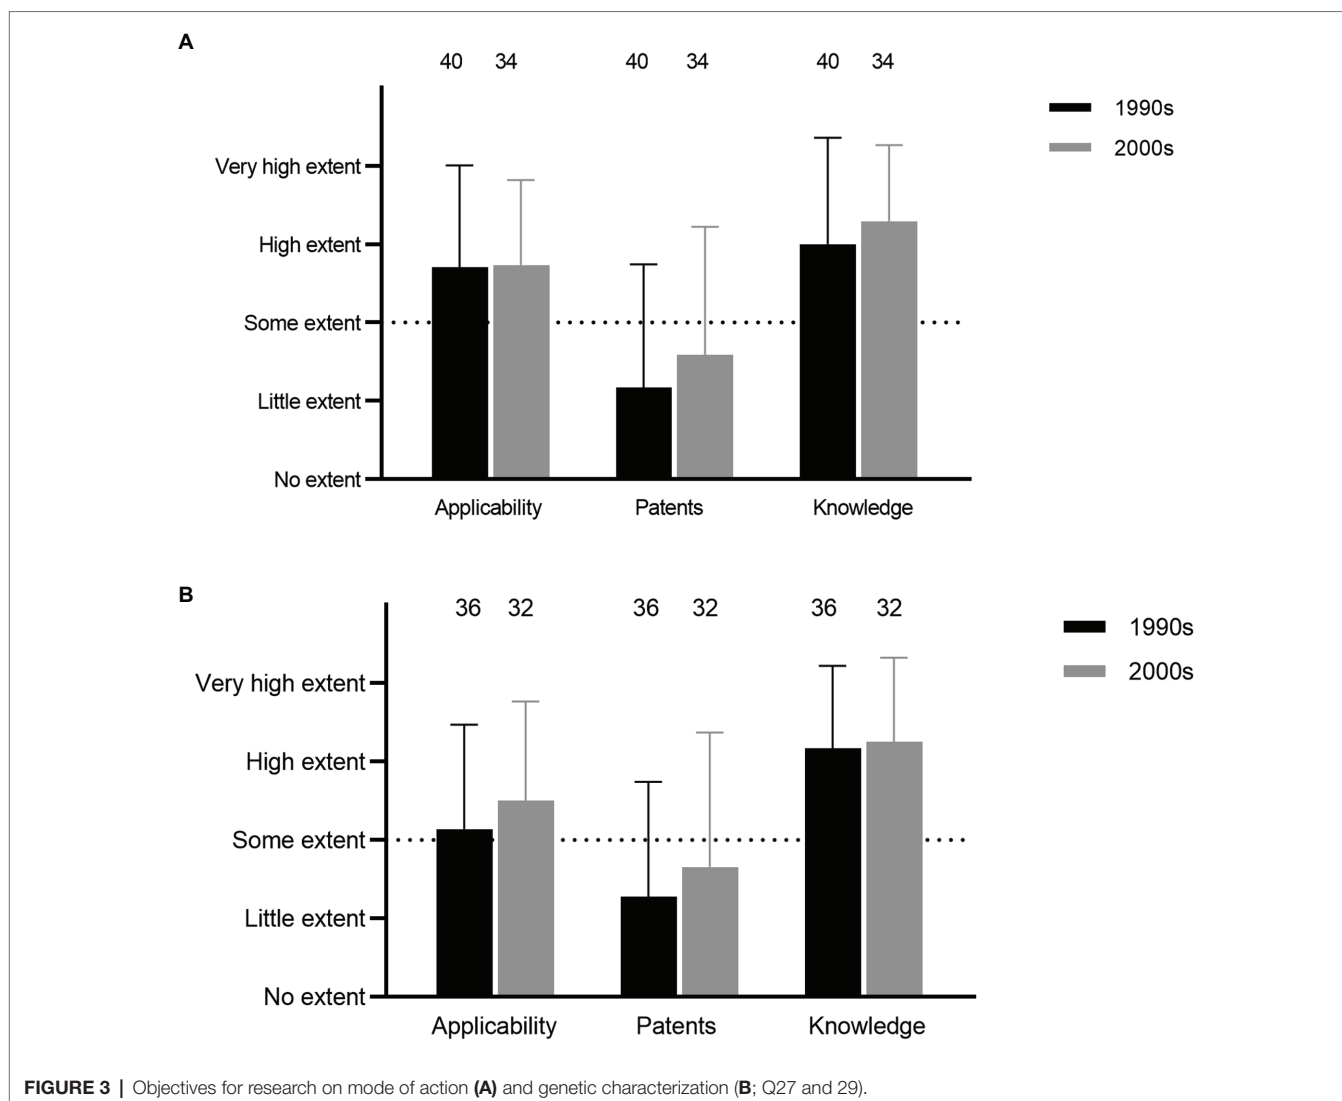 A
40 34 40 34 40 34
1990s
2000s
Very high extent
High extent
Some extent
Little extent
No extent
Applicability Patents Knowledge
B
36 32 36 32 36 32
1990s
2000s
Very high extent
High extent
Some extent
Little extent
No extent
Applicability Patents Knowledge
FIGURE 3 | Objectives for research on mode of action (A) and genetic characterization (B; Q27 and 29).